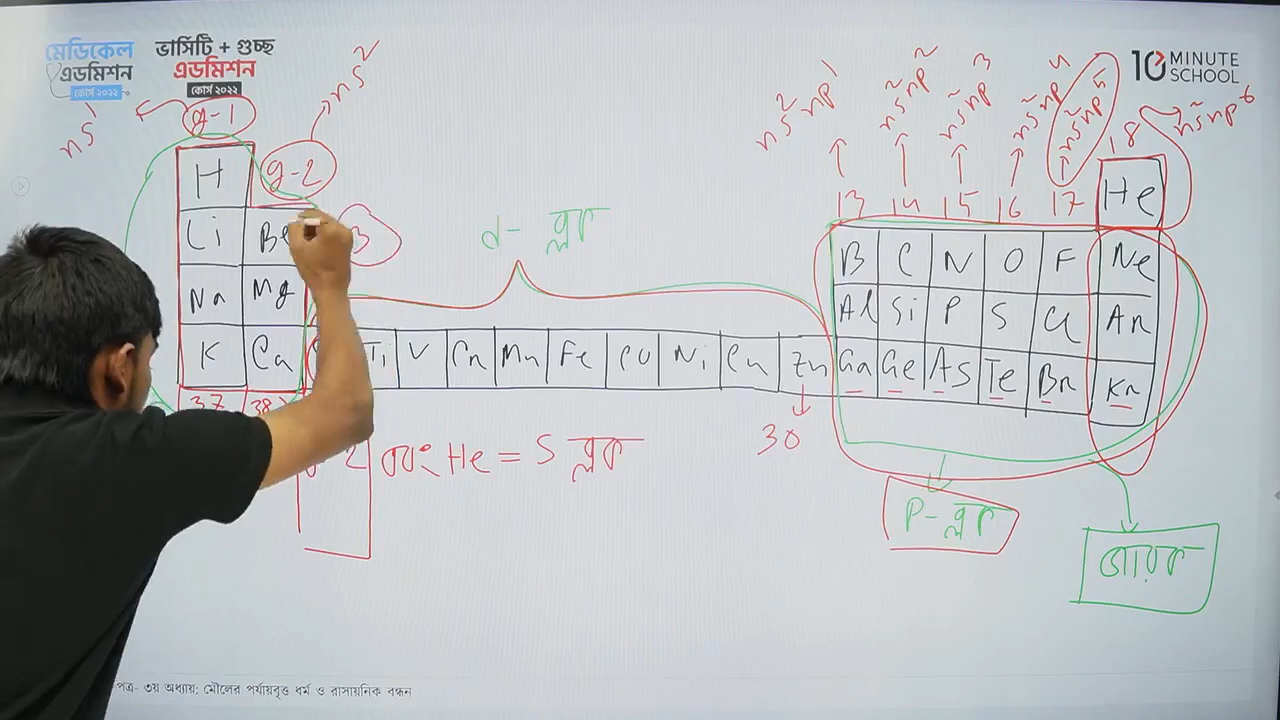 মেডিকেল
এডমিশন
কোর্স ২০২২
ভার্সিটি + গুচ্ছ
এডমিশন
কোর্স ২০২২
10 MINUTE
SCHOOL
ns¹
g-1
g-2
ns²
3
ns²np¹
ns²np²
ns²np³
ns²np⁴
ns²np⁵
ns²np⁶
13 14 15 16 17 18
H He
Li Be B C N O F Ne
d- ব্লক
Na Mg Al Si P S Cl Ar
K Ca Ti V Cr Mn Fe CO Ni Cu Zn Ga Ge As Te Br Kr
37 38
30
2 এবং He = S ব্লক
P- ব্লক
পত্র- ৩য় অধ্যায়: মৌলের পর্যায়বৃত্ত ধর্ম ও রাসায়নিক বন্ধন